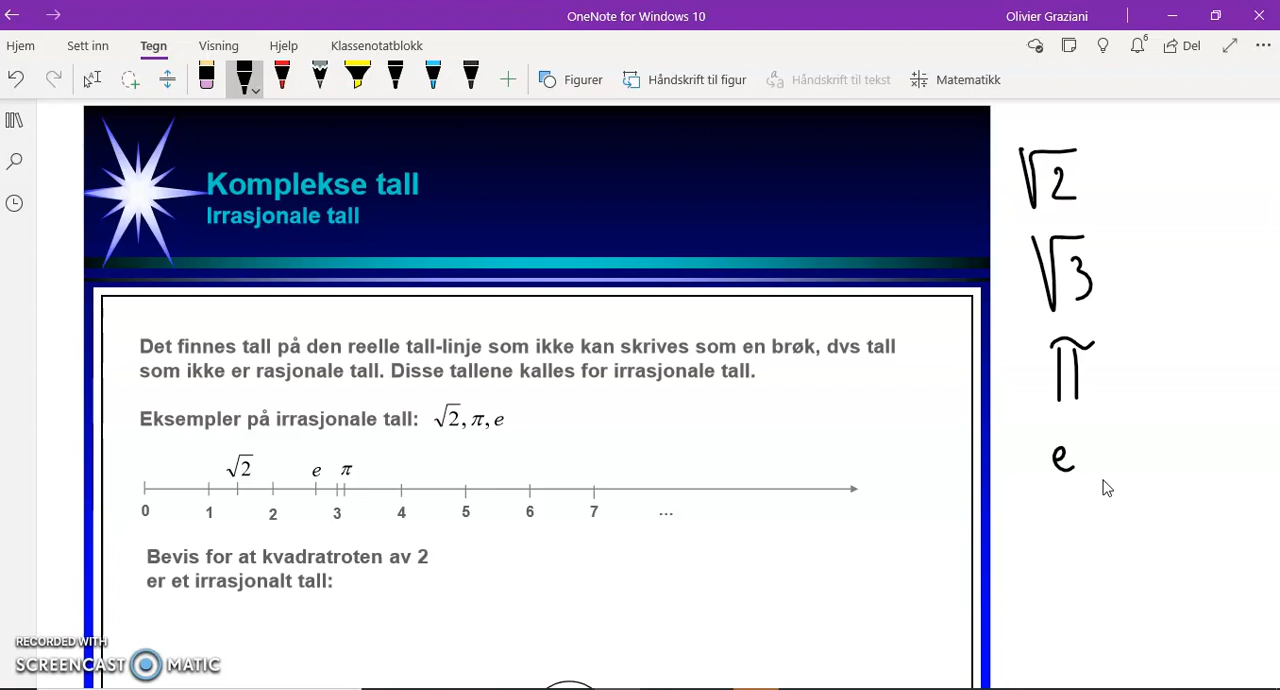 OneNote for Windows 10
Olivier Graziani
Hjem Sett inn Tegn Visning Hjelp Klassenotatblokk
6 Del
Figurer Håndskrift til figur Håndskrift til tekst Matematikk
Komplekse tall
Irrasjonale tall
Det finnes tall på den reelle tall-linje som ikke kan skrives som en brøk, dvs tall
som ikke er rasjonale tall. Disse tallene kalles for irrasjonale tall.
Eksempler på irrasjonale tall: √2, π, e
√2 e π
0 1 2 3 4 5 6 7 ...
Bevis for at kvadratroten av 2
er et irrasjonalt tall:
√2
√3
π
e
RECORDED WITH
SCREENCAST MATIC